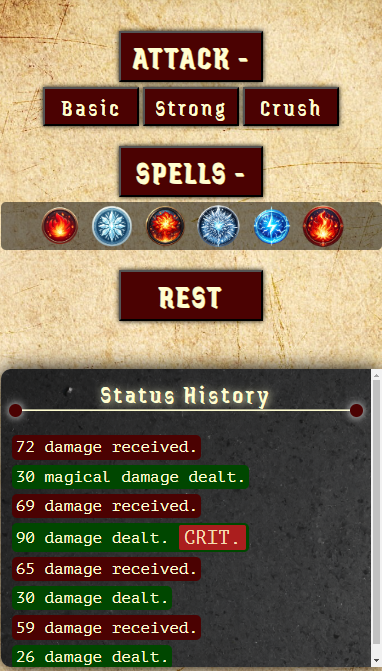 ATTACK -
Basic Strong Crush
SPELLS -
REST
Status History
72 damage received.
30 magical damage dealt.
69 damage received.
90 damage dealt. GRIT.
65 damage received.
30 damage dealt.
59 damage received.
26 damage dealt.